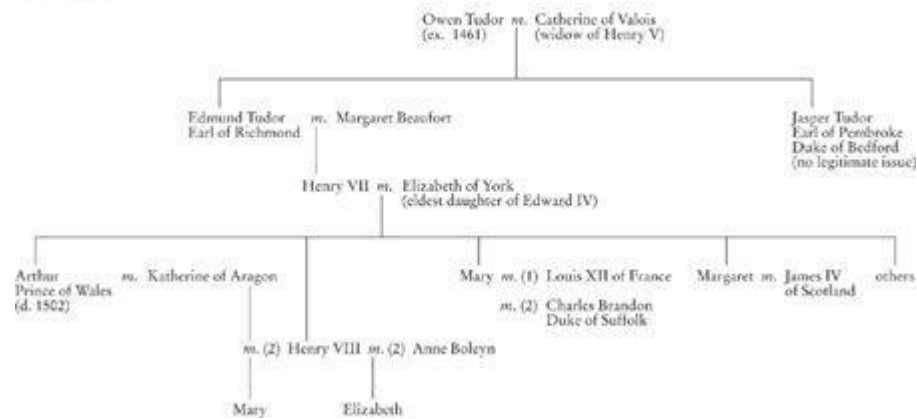 Owen Tudor m. Catherine of Valois
(ex. 1461) (widow of Henry V)
Edmund Tudor m. Margaret Beaufort
Earl of Richmond
Jasper Tudor
Earl of Pembroke
Duke of Bedford
(no legitimate issue)
Henry VII m. Elizabeth of York
(eldest daughter of Edward IV)
Arthur m. Katherine of Aragon
Prince of Wales
(d. 1502)
Mary m. (1) Louis XII of France
m. (2) Charles Brandon
Duke of Suffolk
Margaret m. James IV
of Scotland
others
m. (2) Henry VIII m. (2) Anne Boleyn
Mary Elizabeth